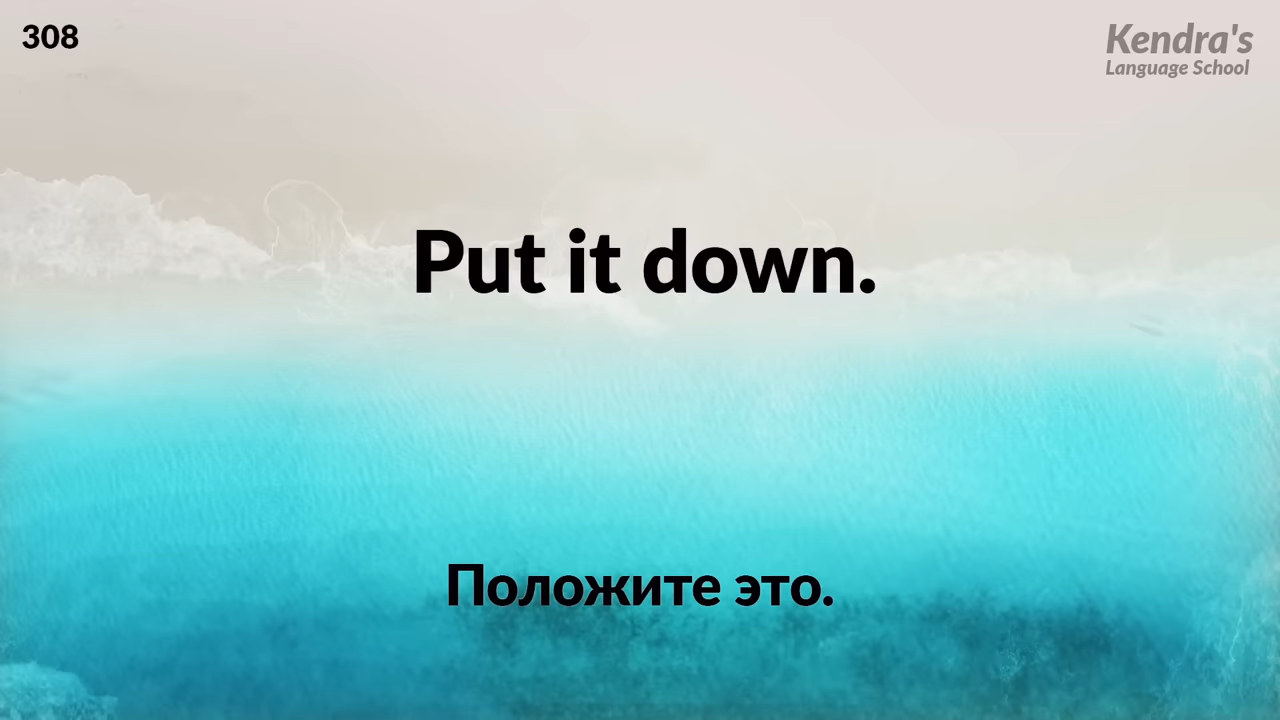 308
Kendra's
Language School
Put it down.
Положите это.